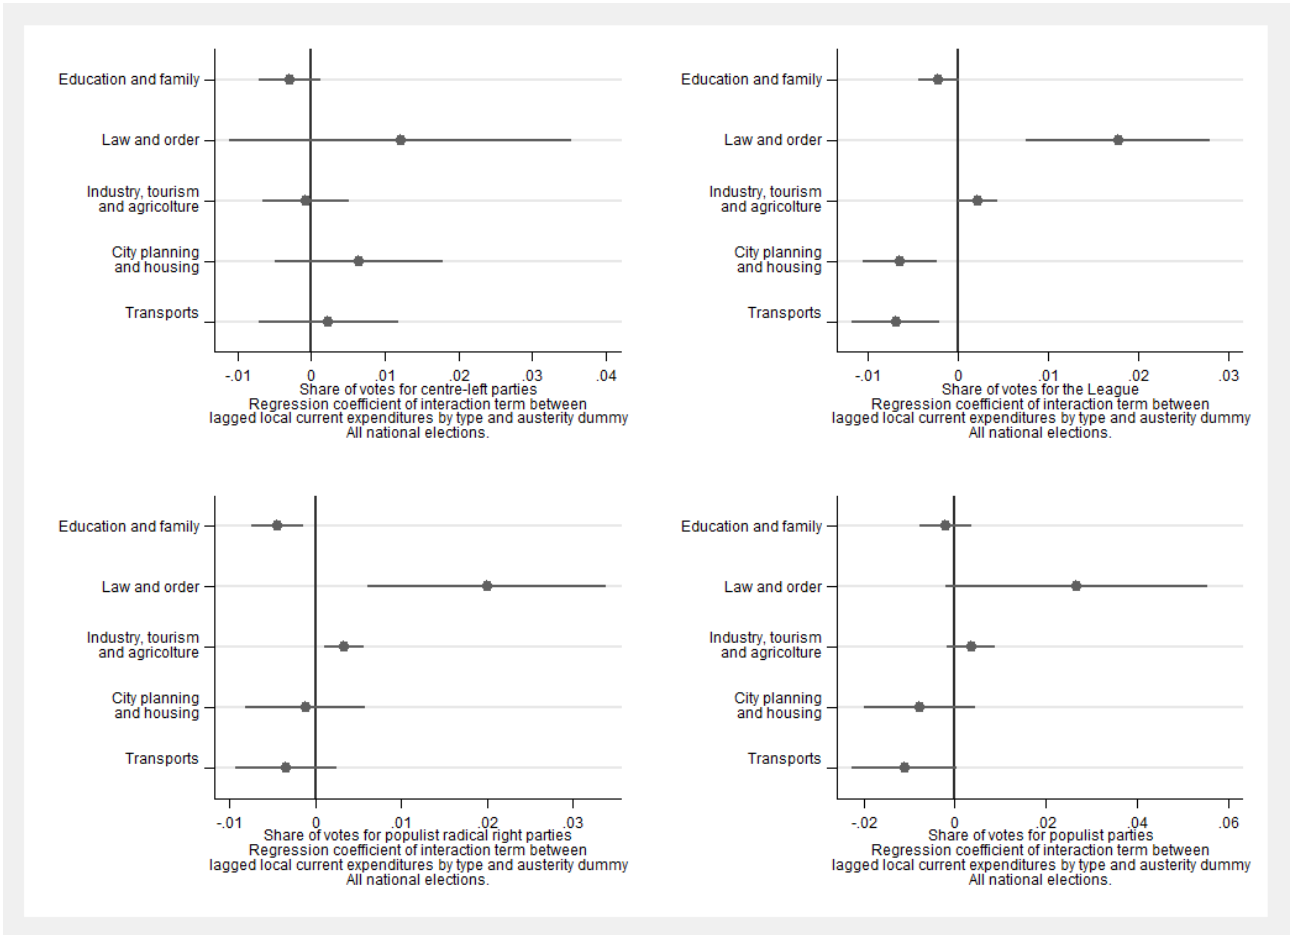 Education and family
Law and order
Industry, tourism
and agricolture
City planning
and housing
Transports
-.01 0 .01 .02 .03 .04
Share of votes for centre-left parties
Regression coefficient of interaction term between
lagged local current expenditures by type and austerity dummy
All national elections.
Education and family
Law and order
Industry, tourism
and agricolture
City planning
and housing
Transports
-.01 0 .01 .02 .03
Share of votes for the League
Regression coefficient of interaction term between
lagged local current expenditures by type and austerity dummy
All national elections.
Education and family
Law and order
Industry, tourism
and agricolture
City planning
and housing
Transports
-.01 0 .01 .02 .03
Share of votes for populist radical right parties
Regression coefficient of interaction term between
lagged local current expenditures by type and austerity dummy
All national elections.
Education and family
Law and order
Industry, tourism
and agricolture
City planning
and housing
Transports
-.02 0 .02 .04 .06
Share of votes for populist parties
Regression coefficient of interaction term between
lagged local current expenditures by type and austerity dummy
All national elections.